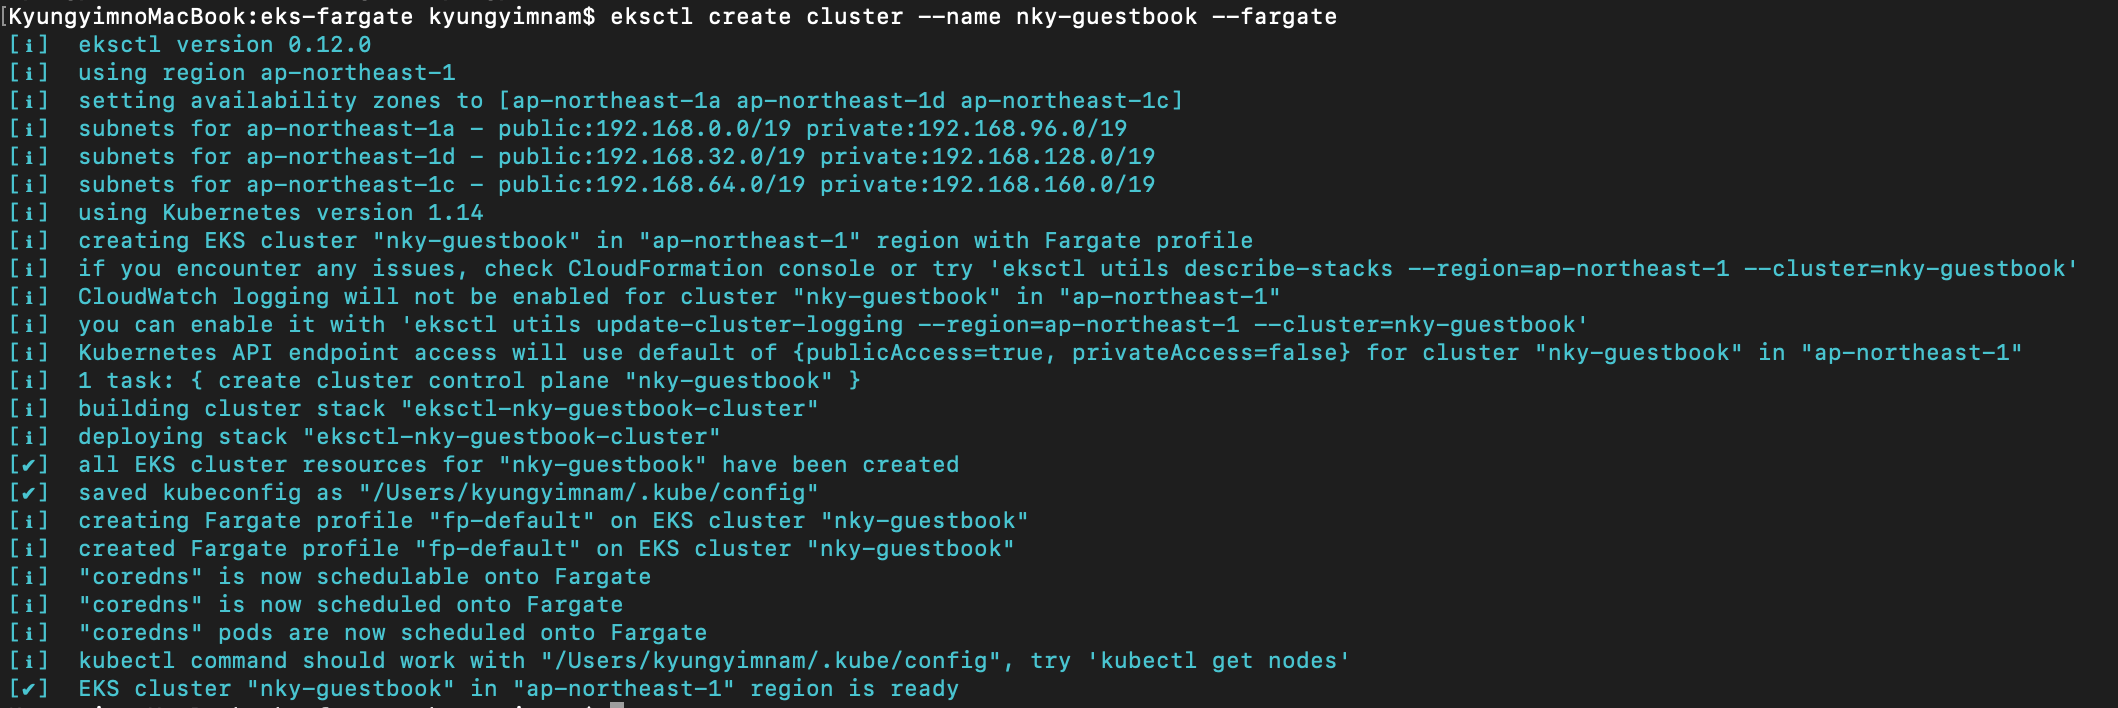 [KyungyimnoMacBook:eks-fargate kyungyimnam$ eksctl create cluster --name nky-guestbook --fargate
[ℹ]  eksctl version 0.12.0
[ℹ]  using region ap-northeast-1
[ℹ]  setting availability zones to [ap-northeast-1a ap-northeast-1d ap-northeast-1c]
[ℹ]  subnets for ap-northeast-1a - public:192.168.0.0/19 private:192.168.96.0/19
[ℹ]  subnets for ap-northeast-1d - public:192.168.32.0/19 private:192.168.128.0/19
[ℹ]  subnets for ap-northeast-1c - public:192.168.64.0/19 private:192.168.160.0/19
[ℹ]  using Kubernetes version 1.14
[ℹ]  creating EKS cluster "nky-guestbook" in "ap-northeast-1" region with Fargate profile
[ℹ]  if you encounter any issues, check CloudFormation console or try 'eksctl utils describe-stacks --region=ap-northeast-1 --cluster=nky-guestbook'
[ℹ]  CloudWatch logging will not be enabled for cluster "nky-guestbook" in "ap-northeast-1"
[ℹ]  you can enable it with 'eksctl utils update-cluster-logging --region=ap-northeast-1 --cluster=nky-guestbook'
[ℹ]  Kubernetes API endpoint access will use default of {publicAccess=true, privateAccess=false} for cluster "nky-guestbook" in "ap-northeast-1"
[ℹ]  1 task: { create cluster control plane "nky-guestbook" }
[ℹ]  building cluster stack "eksctl-nky-guestbook-cluster"
[ℹ]  deploying stack "eksctl-nky-guestbook-cluster"
[✔]  all EKS cluster resources for "nky-guestbook" have been created
[✔]  saved kubeconfig as "/Users/kyungyimnam/.kube/config"
[ℹ]  creating Fargate profile "fp-default" on EKS cluster "nky-guestbook"
[ℹ]  created Fargate profile "fp-default" on EKS cluster "nky-guestbook"
[ℹ]  "coredns" is now schedulable onto Fargate
[ℹ]  "coredns" is now scheduled onto Fargate
[ℹ]  "coredns" pods are now scheduled onto Fargate
[ℹ]  kubectl command should work with "/Users/kyungyimnam/.kube/config", try 'kubectl get nodes'
[✔]  EKS cluster "nky-guestbook" in "ap-northeast-1" region is ready